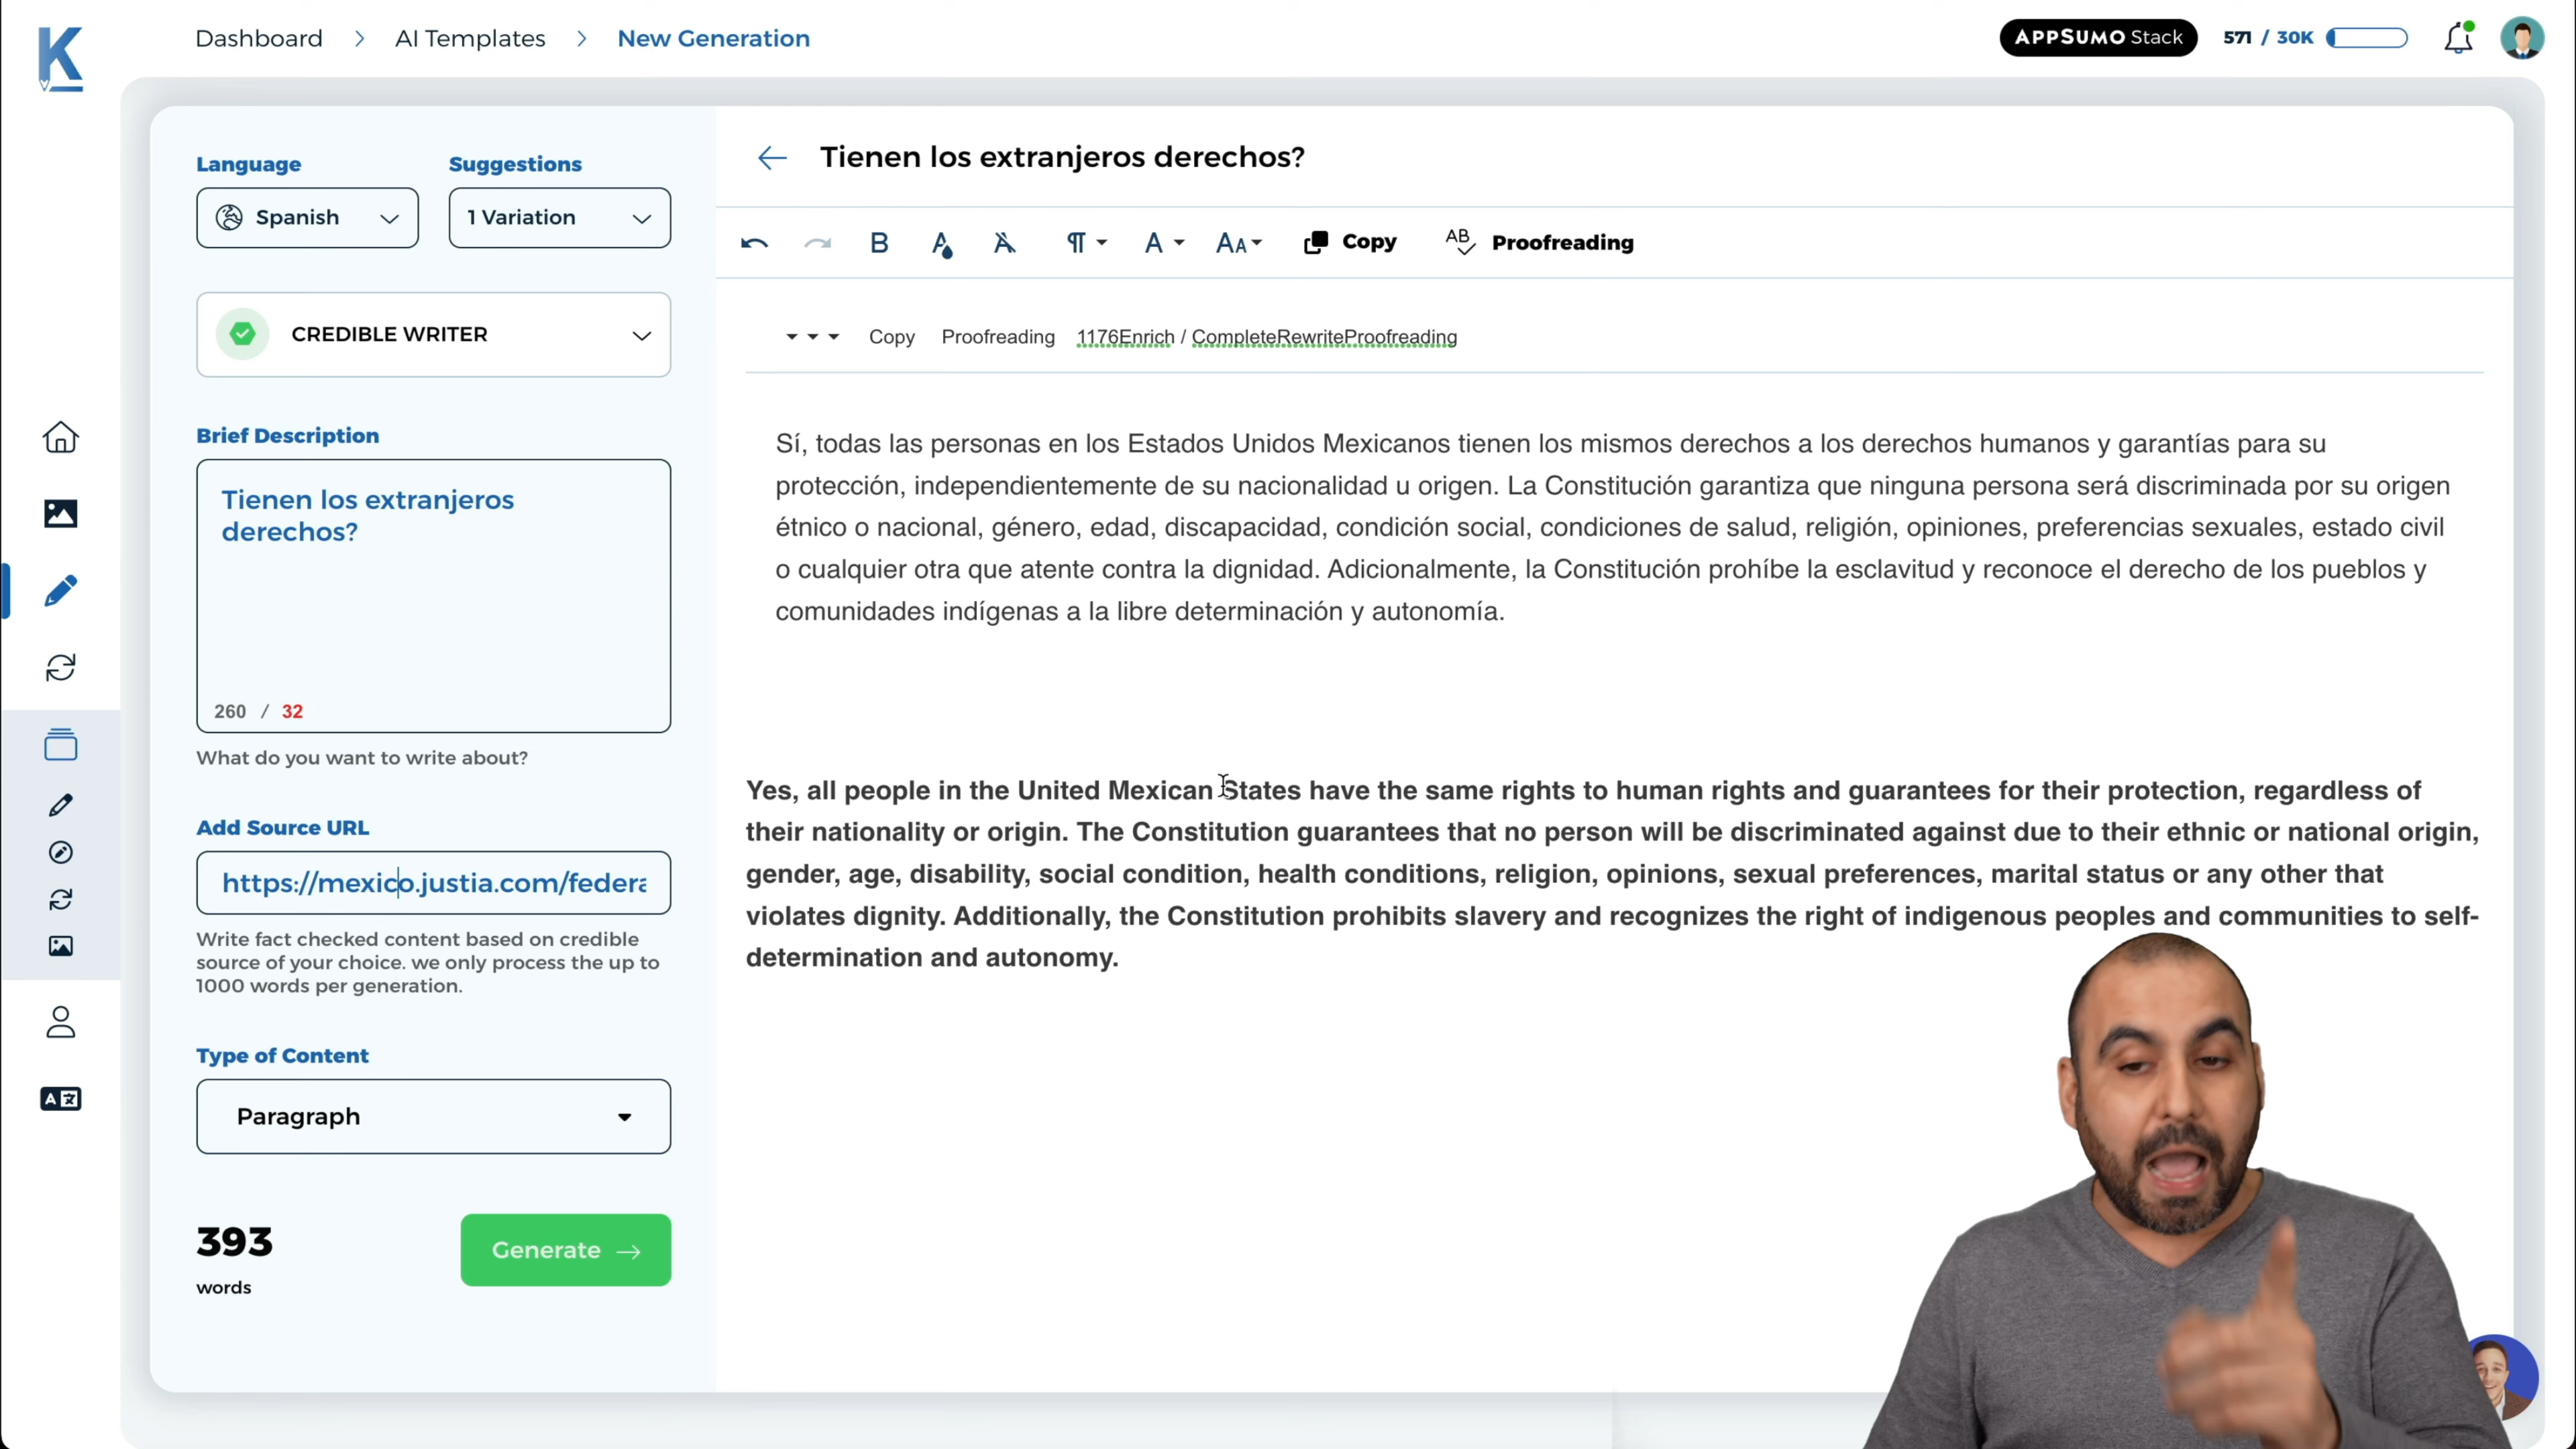 K
Dashboard > AI Templates > New Generation
APPSUMO Stack
571 / 30K
Language
Spanish
Suggestions
1 Variation
CREDIBLE WRITER
Brief Description
Tienen los extranjeros
derechos?
260 / 32
What do you want to write about?
Add Source URL
https://mexico.justia.com/federa
Write fact checked content based on credible
source of your choice. we only process the up to
1000 words per generation.
Type of Content
Paragraph
393
words
Generate
Tienen los extranjeros derechos?
Copy
Proofreading
Copy Proofreading 1176Enrich / CompleteRewriteProofreading
Sí, todas las personas en los Estados Unidos Mexicanos tienen los mismos derechos a los derechos humanos y garantías para su
protección, independientemente de su nacionalidad u origen. La Constitución garantiza que ninguna persona será discriminada por su origen
étnico o nacional, género, edad, discapacidad, condición social, condiciones de salud, religión, opiniones, preferencias sexuales, estado civil
o cualquier otra que atente contra la dignidad. Adicionalmente, la Constitución prohíbe la esclavitud y reconoce el derecho de los pueblos y
comunidades indígenas a la libre determinación y autonomía.
Yes, all people in the United Mexican States have the same rights to human rights and guarantees for their protection, regardless of
their nationality or origin. The Constitution guarantees that no person will be discriminated against due to their ethnic or national origin,
gender, age, disability, social condition, health conditions, religion, opinions, sexual preferences, marital status or any other that
violates dignity. Additionally, the Constitution prohibits slavery and recognizes the right of indigenous peoples and communities to self-
determination and autonomy.